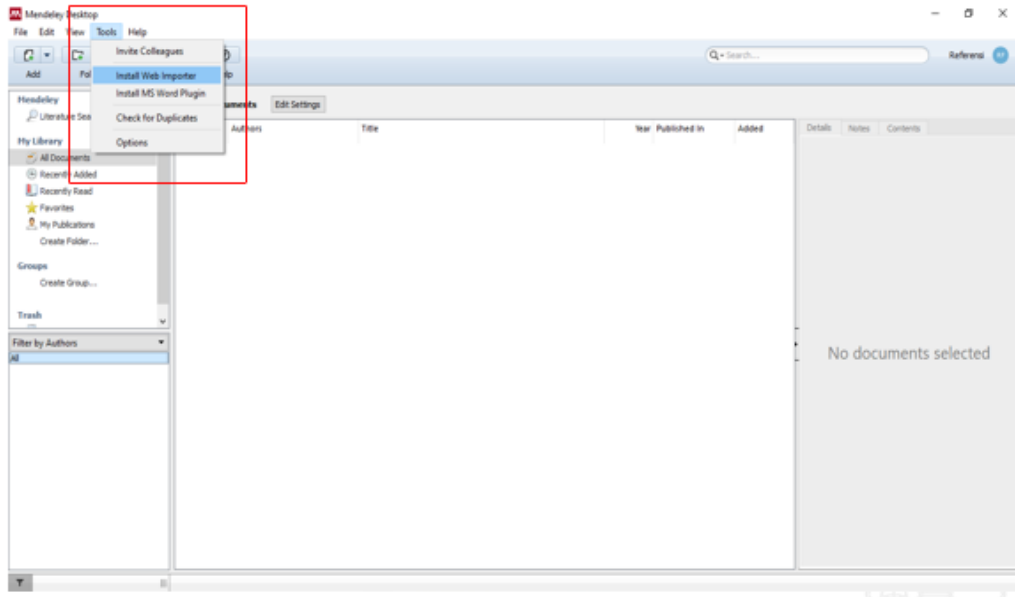 Mendeley Desktop
File Edit View Tools Help
Invite Colleagues
Install Web Importer
Install MS Word Plugin
Check for Duplicates
Options
Search...
Referensi
Add
Mendeley
Literature Sea
My Library
All Documents
Recently Added
Recently Read
Favorites
My Publications
Create Folder...
Groups
Create Group...
Trash
Filter by Authors
All
Edit Settings
Authors Title Year Published In Added
Details Notes Contents
No documents selected